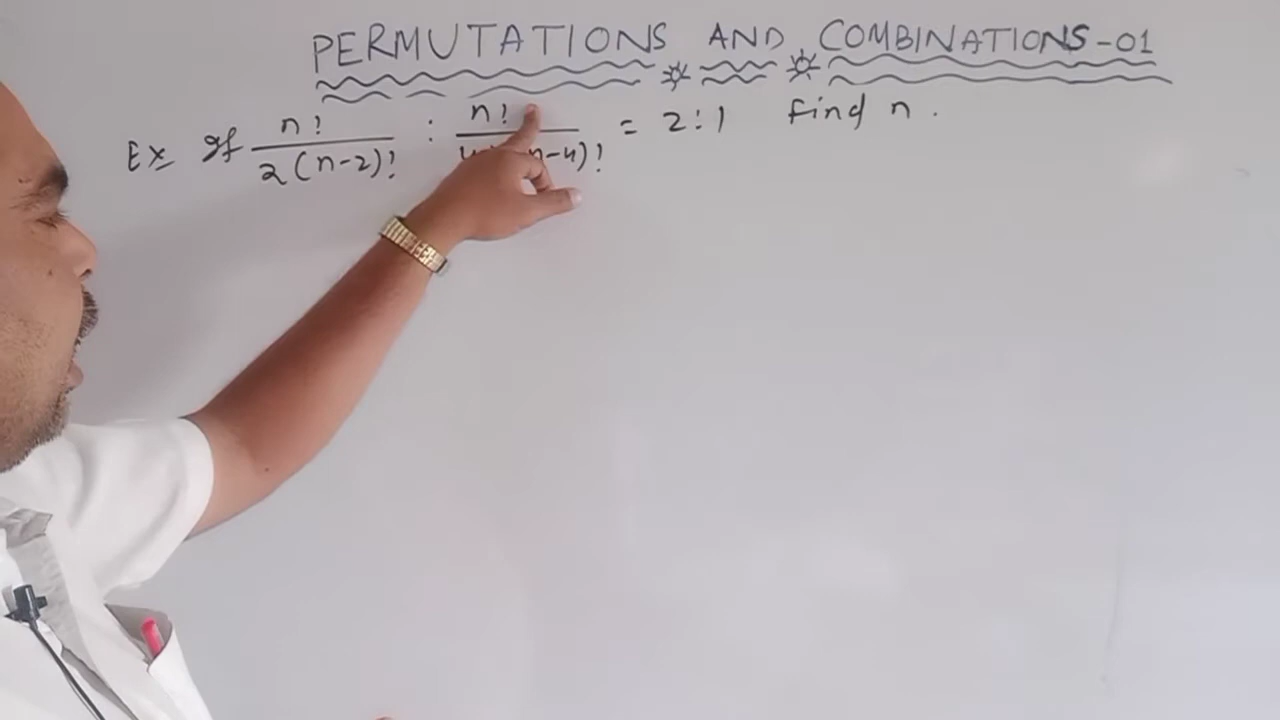 PERMUTATIONS AND COMBINATIONS-01
Ex If n! / 2(n-2)! : n! / n-4)! = 2:1 Find n.